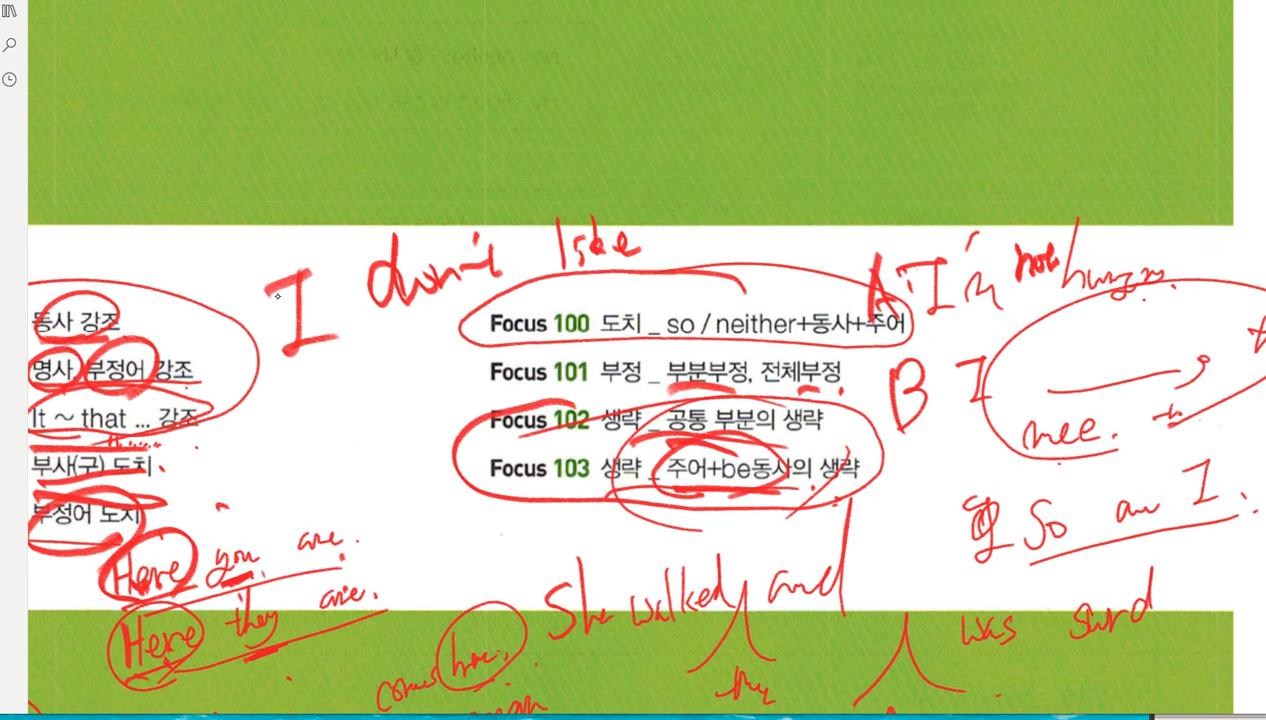 I don't like
A I'm not hungry.
동사 강조
Focus 100 도치 _ so / neither+동사+주어
명사, 부정어 강조
Focus 101 부정 _ 부분부정, 전체부정
B I
It ~ that ... 강조
Focus 102 생략 _ 공통 부분의 생략
부사(구) 도치
Focus 103 생략 _ 주어+be동사의 생략
부정어 도치
So am I.
Here you are.
Here they are.
She walked and
was